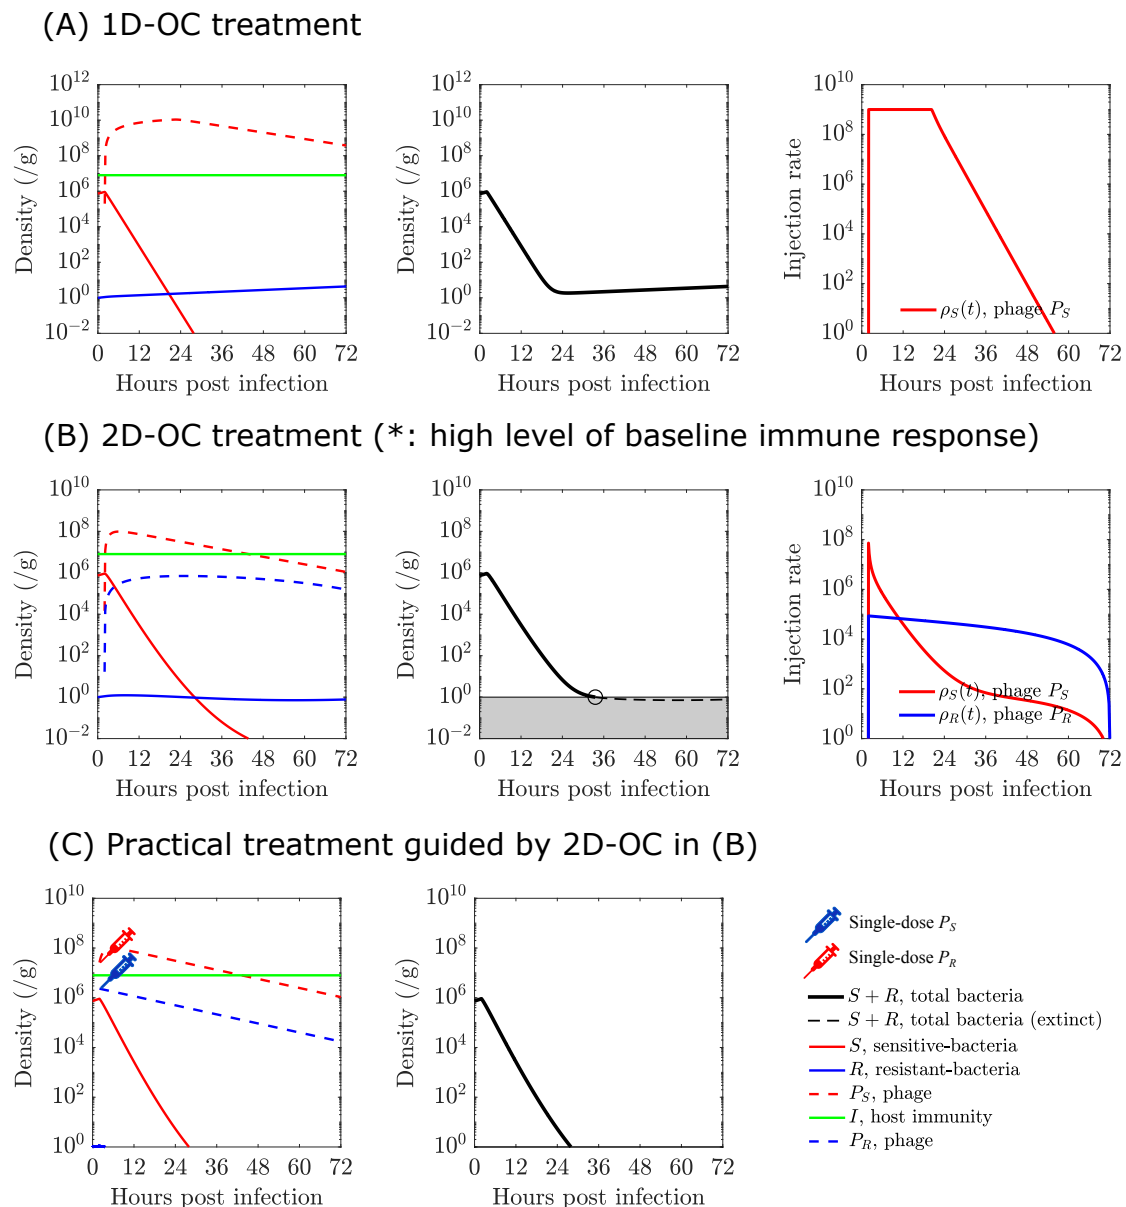 (A) 1D-OC treatment
Density (/g)
10^12
10^10
10^8
10^6
10^4
10^2
10^0
10^-2
0 12 24 36 48 60 72
Hours post infection
Density (/g)
10^12
10^10
10^8
10^6
10^4
10^2
10^0
10^-2
0 12 24 36 48 60 72
Hours post infection
Injection rate
10^10
10^8
10^6
10^4
10^2
10^0
ρ_S(t), phage P_S
0 12 24 36 48 60 72
Hours post infection
(B) 2D-OC treatment (*: high level of baseline immune response)
Density (/g)
10^10
10^8
10^6
10^4
10^2
10^0
10^-2
0 12 24 36 48 60 72
Hours post infection
Density (/g)
10^10
10^8
10^6
10^4
10^2
10^0
10^-2
0 12 24 36 48 60 72
Hours post infection
Injection rate
10^10
10^8
10^6
10^4
10^2
10^0
ρ_S(t), phage P_S
ρ_R(t), phage P_R
0 12 24 36 48 60 72
Hours post infection
(C) Practical treatment guided by 2D-OC in (B)
Density (/g)
10^10
10^8
10^6
10^4
10^2
10^0
0 12 24 36 48 60 72
Hours post infection
Density (/g)
10^10
10^8
10^6
10^4
10^2
10^0
0 12 24 36 48 60 72
Hours post infection
Single-dose P_S
Single-dose P_R
S + R, total bacteria
S + R, total bacteria (extinct)
S, sensitive-bacteria
R, resistant-bacteria
P_S, phage
I, host immunity
P_R, phage